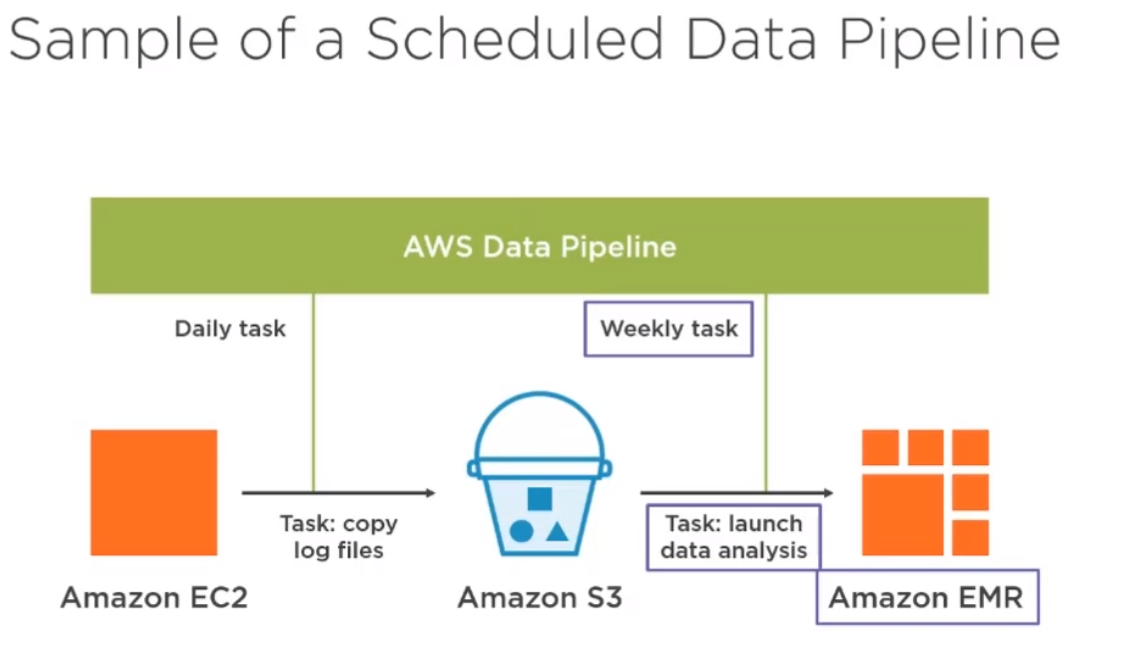 Sample of a Scheduled Data Pipeline
AWS Data Pipeline
Daily task
Weekly task
Task: copy
log files
Task: launch
data analysis
Amazon EC2
Amazon S3
Amazon EMR